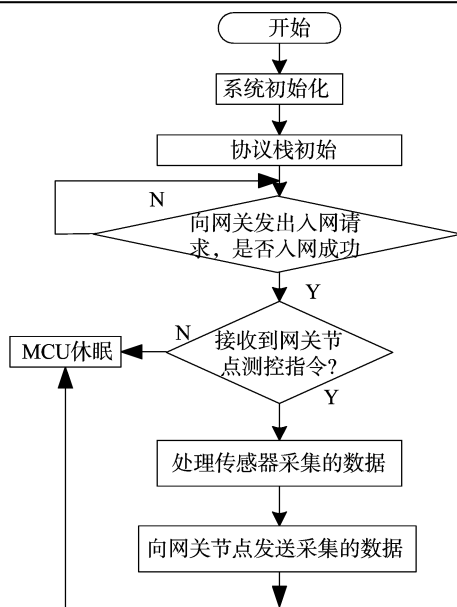 开始
系统初始化
协议栈初始
N
向网关发出入网请
求，是否入网成功
Y
N
接收到网关节
点测控指令?
MCU休眠
Y
处理传感器采集的数据
向网关节点发送采集的数据